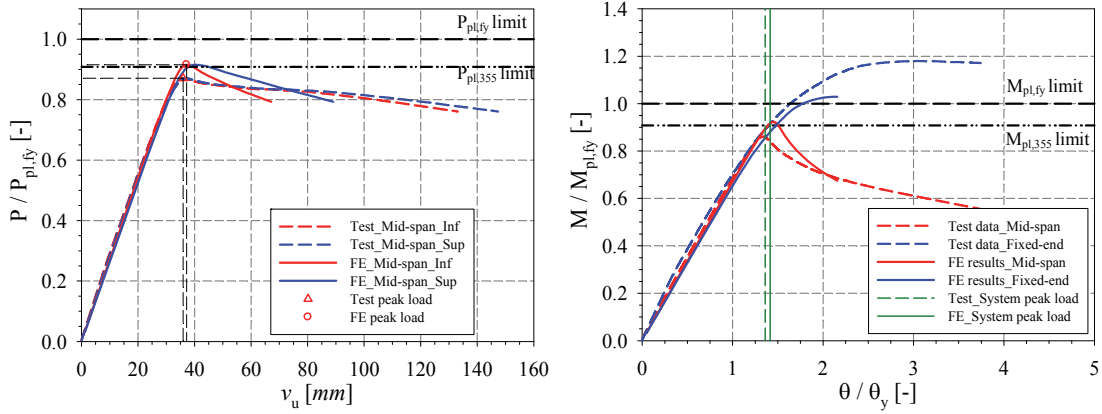 P / P_pl,fy [-]
1.0
0.8
0.6
0.4
0.2
0.0
P_pl,fy limit
P_pl,355 limit
Test_Mid-span_Inf
Test_Mid-span_Sup
FE_Mid-span_Inf
FE_Mid-span_Sup
Test peak load
FE peak load
0 20 40 60 80 100 120 140 160
v_u [mm]
M / M_pl,fy [-]
1.4
1.2
1.0
0.8
0.6
0.4
0.2
0.0
M_pl,fy limit
M_pl,355 limit
Test data_Mid-span
Test data_Fixed-end
FE results_Mid-span
FE results_Fixed-end
Test_System peak load
FE_System peak load
0 1 2 3 4 5
θ / θ_y [-]